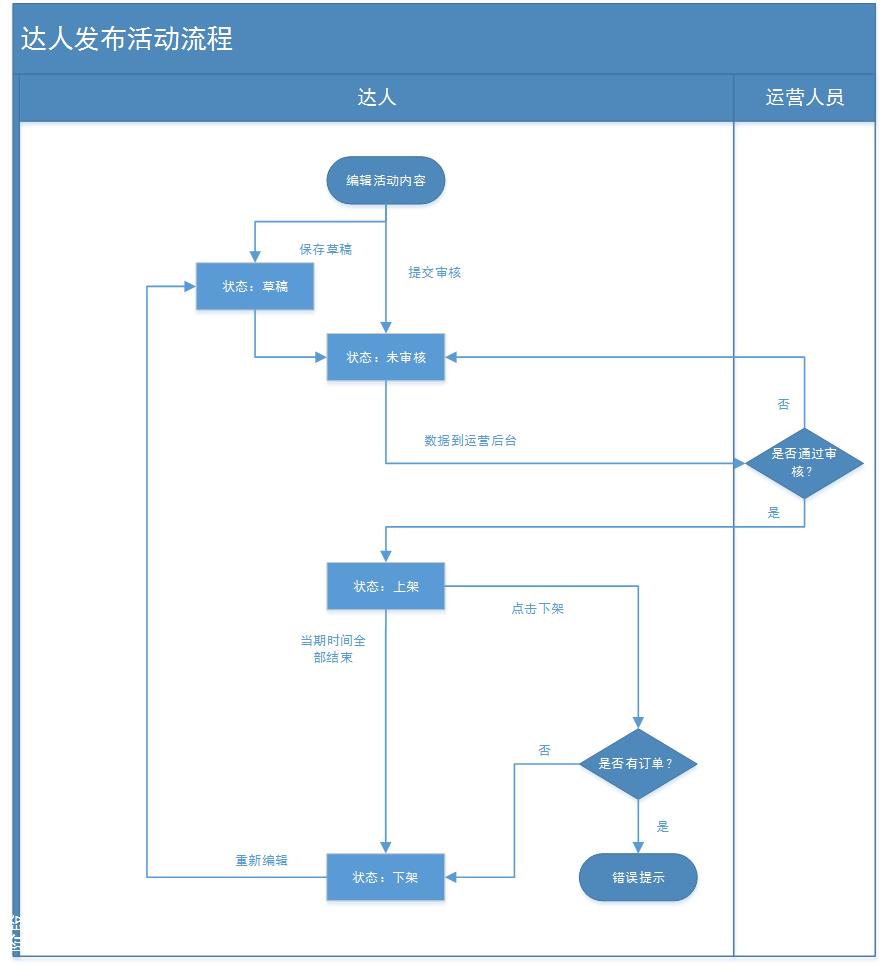 达人发布活动流程
达人
运营人员
编辑活动内容
保存草稿
提交审核
状态：草稿
状态：未审核
否
数据到运营后台
是否通过审
核？
是
状态：上架
点击下架
当期时间全
部结束
否
是否有订单？
是
重新编辑
状态：下架
错误提示